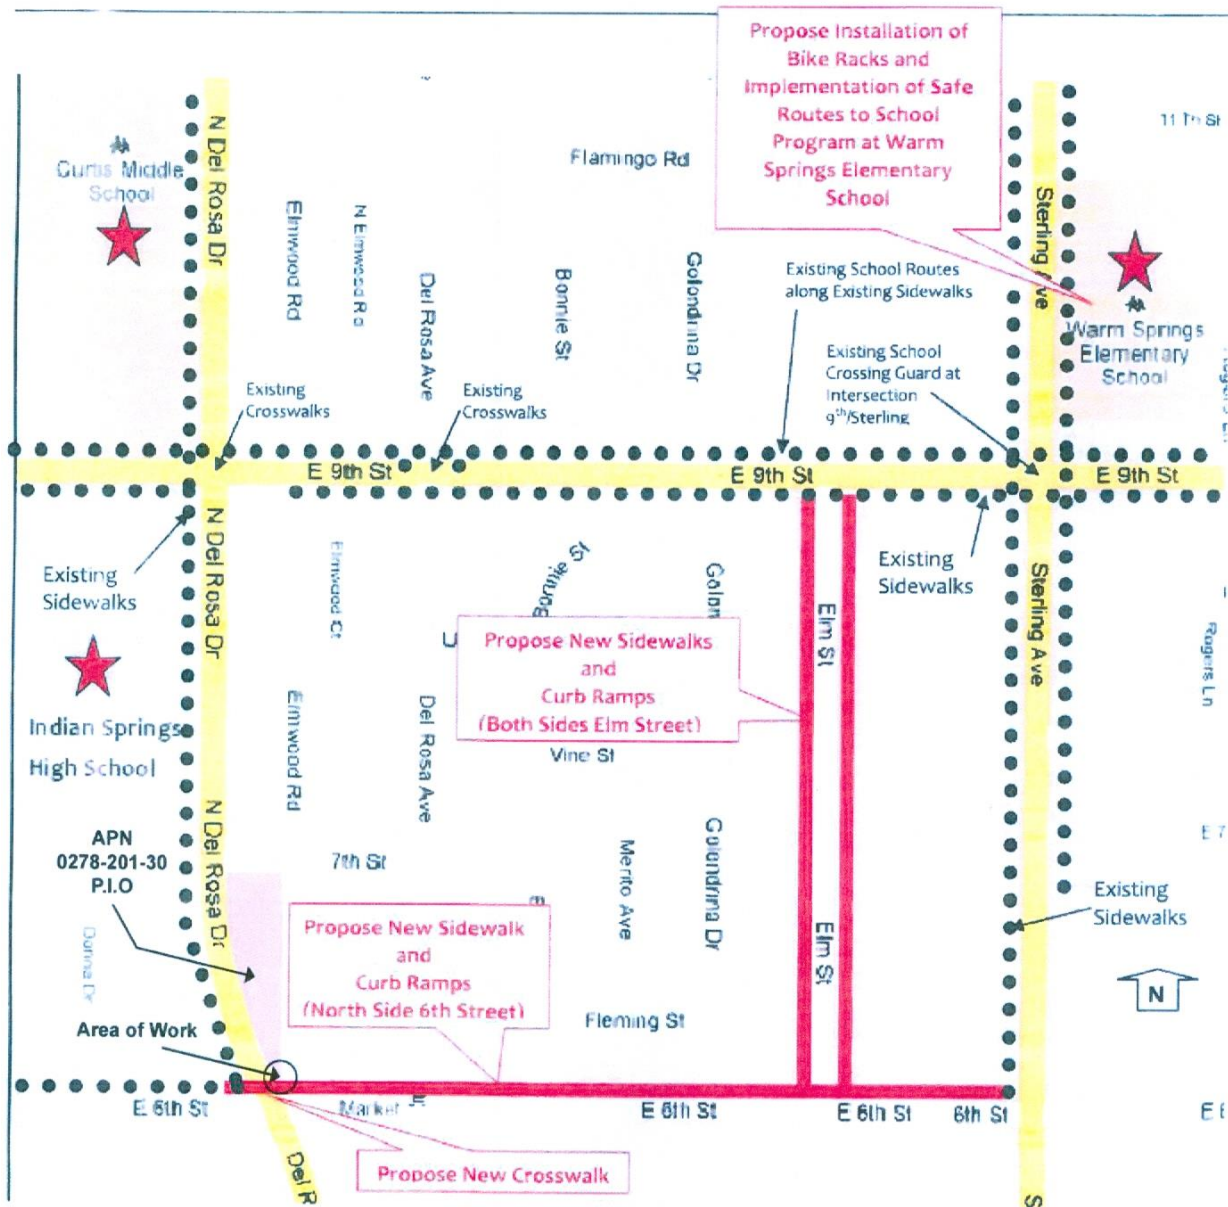 Propose Installation of
Bike Racks and
Implementation of Safe
Routes to School
Program at Warm
Springs Elementary
School
11 Th St
Curtis Middle
School
N Del Rosa Dr
Flamingo Rd
Sterling Ave
Elmwood Rd
N Elmwood Rd
Del Rosa Ave
Bonnie St
Golondrina Dr
Existing School Routes
along Existing Sidewalks
Warm Springs
Elementary
School
Existing School
Crossing Guard at
Intersection
9th/Sterling
Existing
Crosswalks
Existing
Crosswalks
E 9th St
E 9th St
E 9th St
N Del Rosa Dr
Existing
Sidewalks
Elmwood Ct
Bonnie St
Golon
Elm St
Existing
Sidewalks
Sterling Ave
Rogers Ln
Propose New Sidewalks
and
Curb Ramps
(Both Sides Elm Street)
Indian Springs
High School
Elmwood Rd
Del Rosa Ave
Vine St
N Del Rosa Dr
APN
0278-201-30
P.I.O
7th St
Merito Ave
Golondrina Dr
E 7
Existing
Sidewalks
Donna Dr
Propose New Sidewalk
and
Curb Ramps
(North Side 6th Street)
Elm St
N
Fleming St
Area of Work
E 6th St
Market
E 6th St
E 6th St
6th St
Propose New Crosswalk
Del R
S